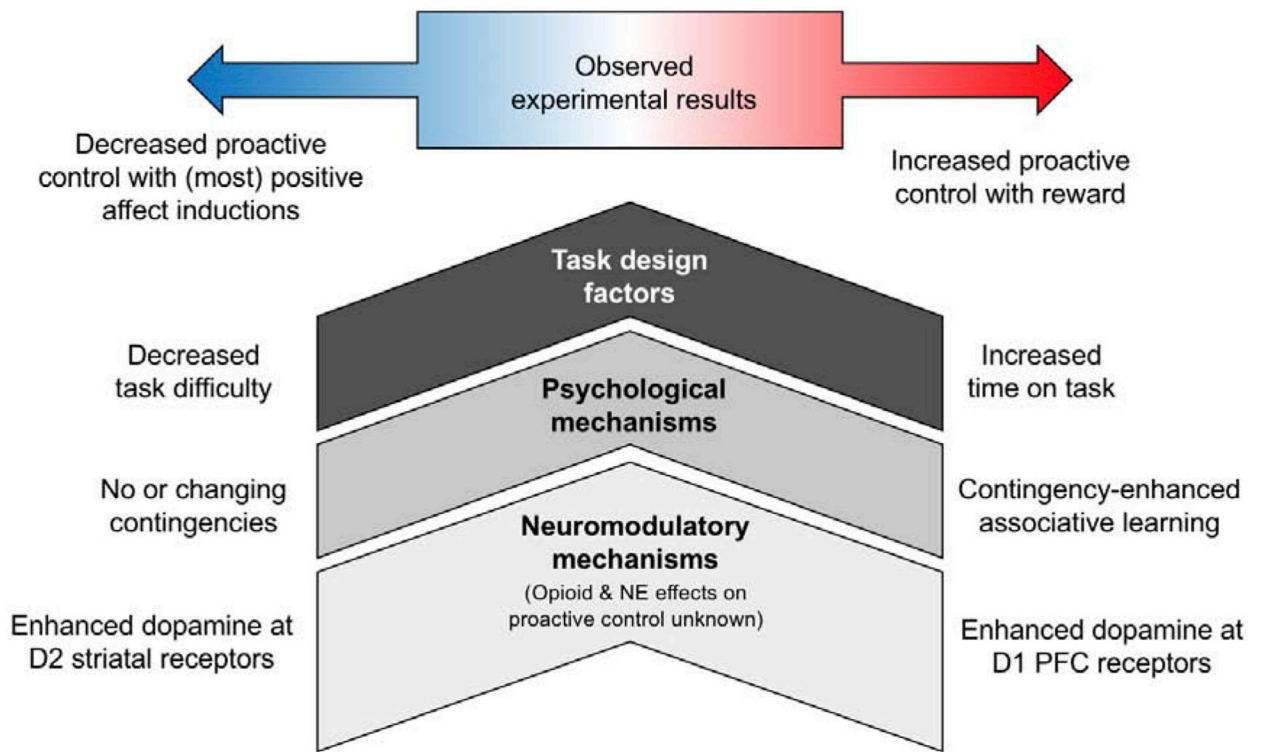 Observed
experimental results
Decreased proactive
control with (most) positive
affect inductions
Increased proactive
control with reward
Task design
factors
Decreased
task difficulty
Increased
time on task
Psychological
mechanisms
No or changing
contingencies
Contingency-enhanced
associative learning
Neuromodulatory
mechanisms
(Opioid & NE effects on
proactive control unknown)
Enhanced dopamine at
D2 striatal receptors
Enhanced dopamine at
D1 PFC receptors